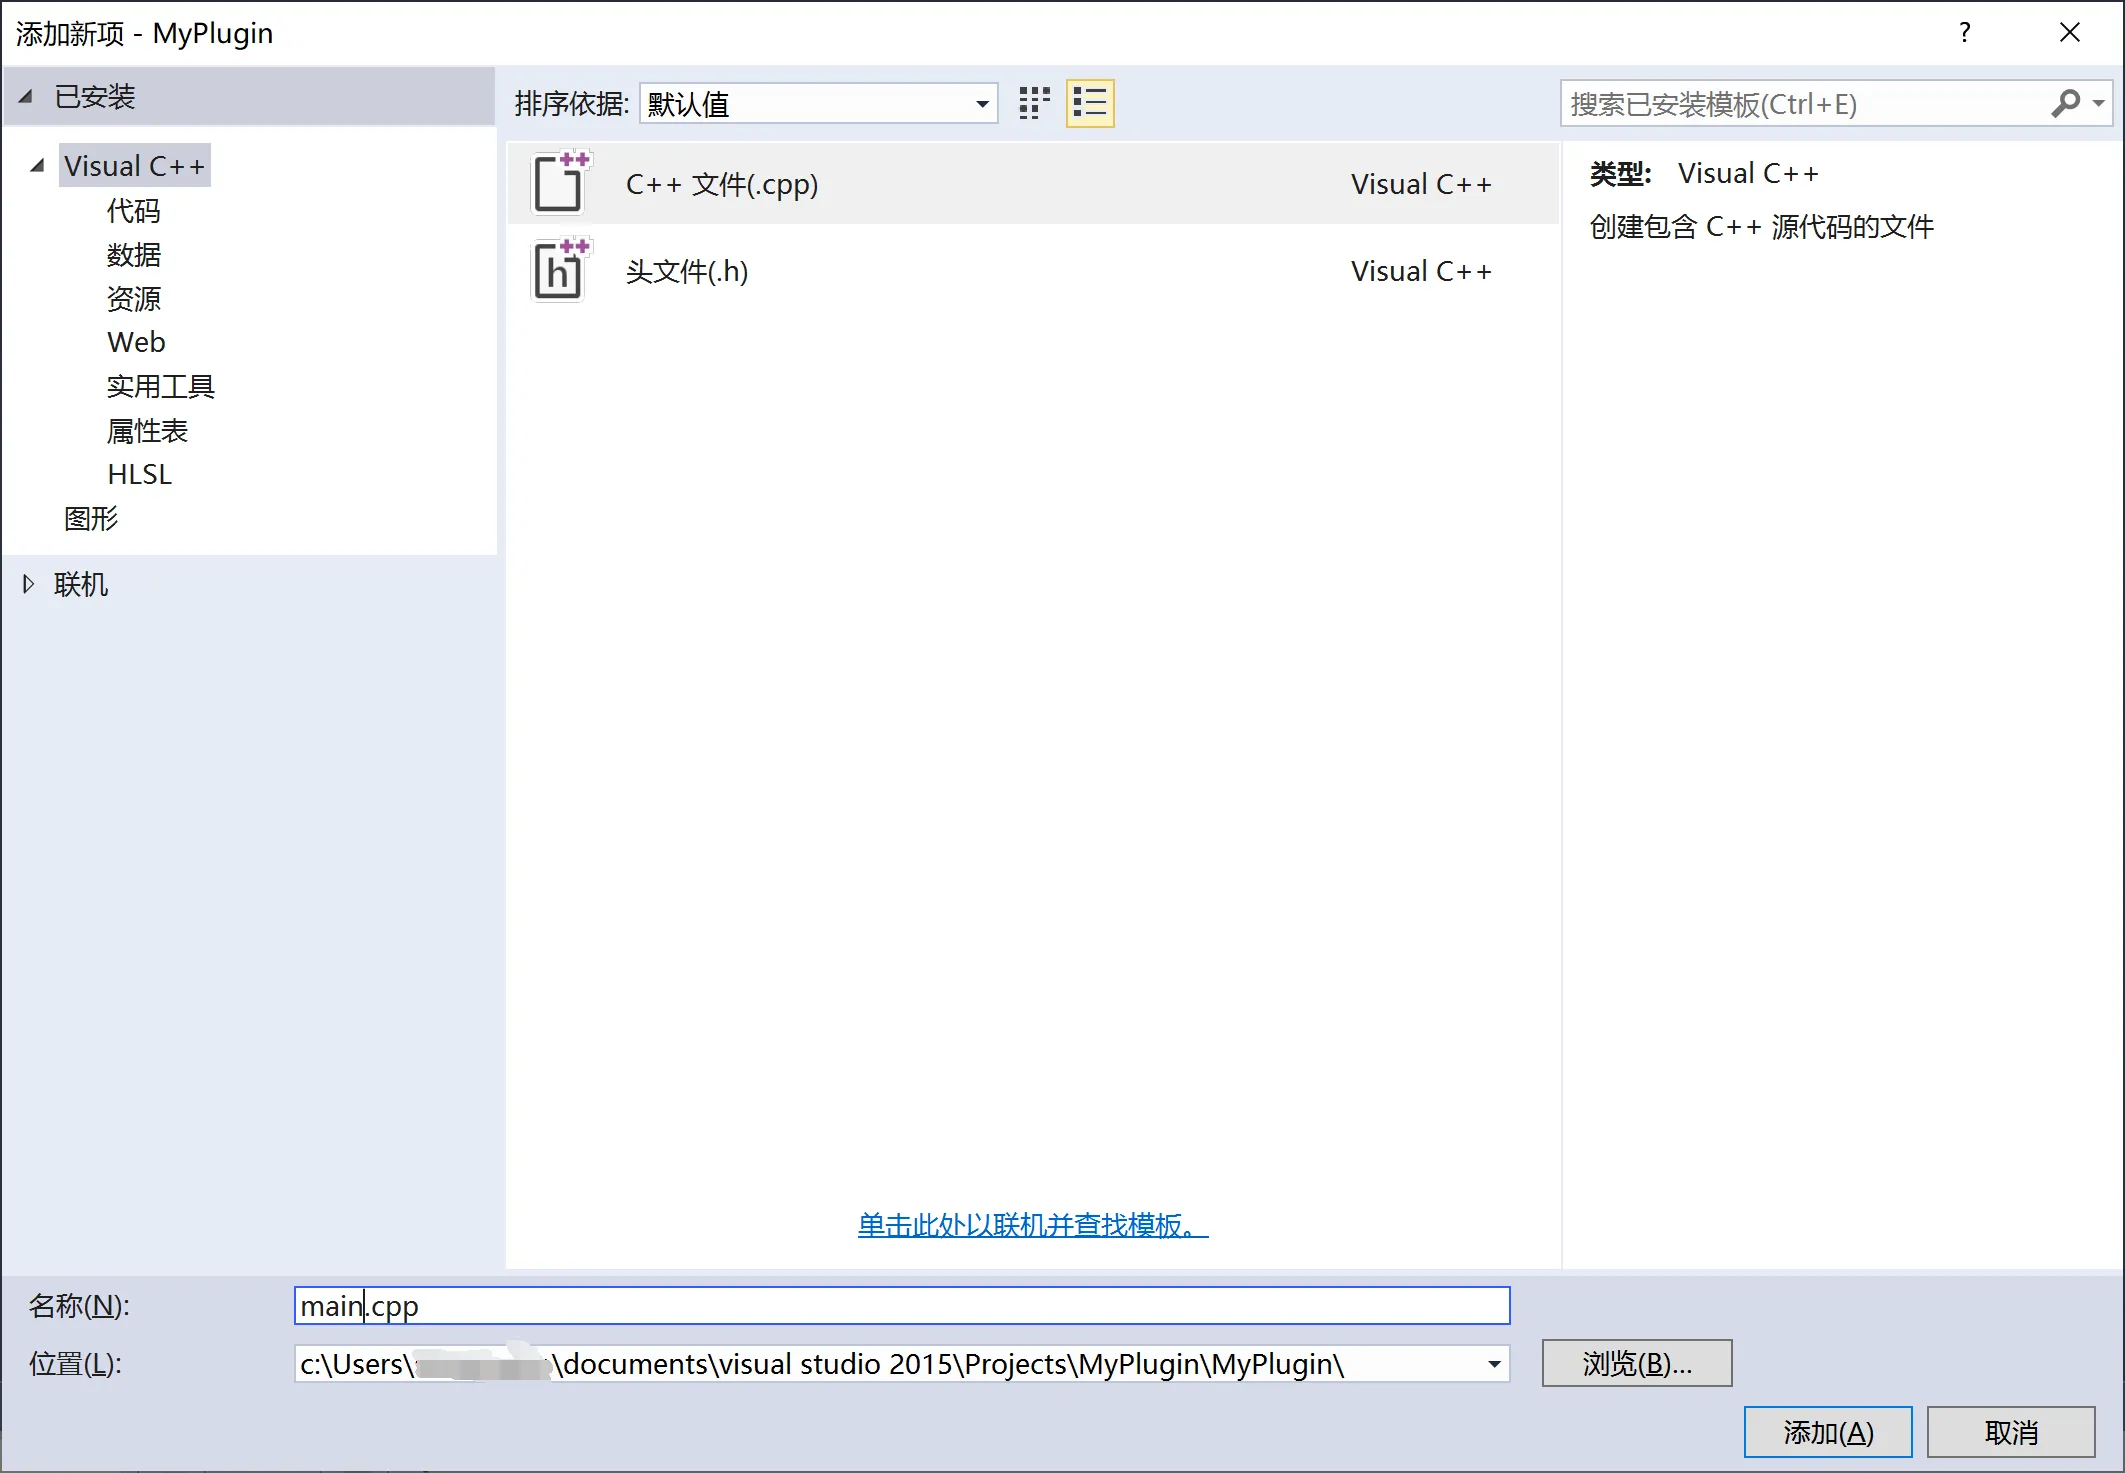 添加新项 - MyPlugin
?
已安装
排序依据: 默认值
搜索已安装模板(Ctrl+E)
Visual C++
代码
数据
资源
Web
实用工具
属性表
HLSL
图形
联机
C++ 文件(.cpp) Visual C++
头文件(.h) Visual C++
类型: Visual C++
创建包含 C++ 源代码的文件
单击此处以联机并查找模板。
名称(N): main.cpp
位置(L): c:\Users\ \documents\visual studio 2015\Projects\MyPlugin\MyPlugin\
浏览(B)...
添加(A) 取消